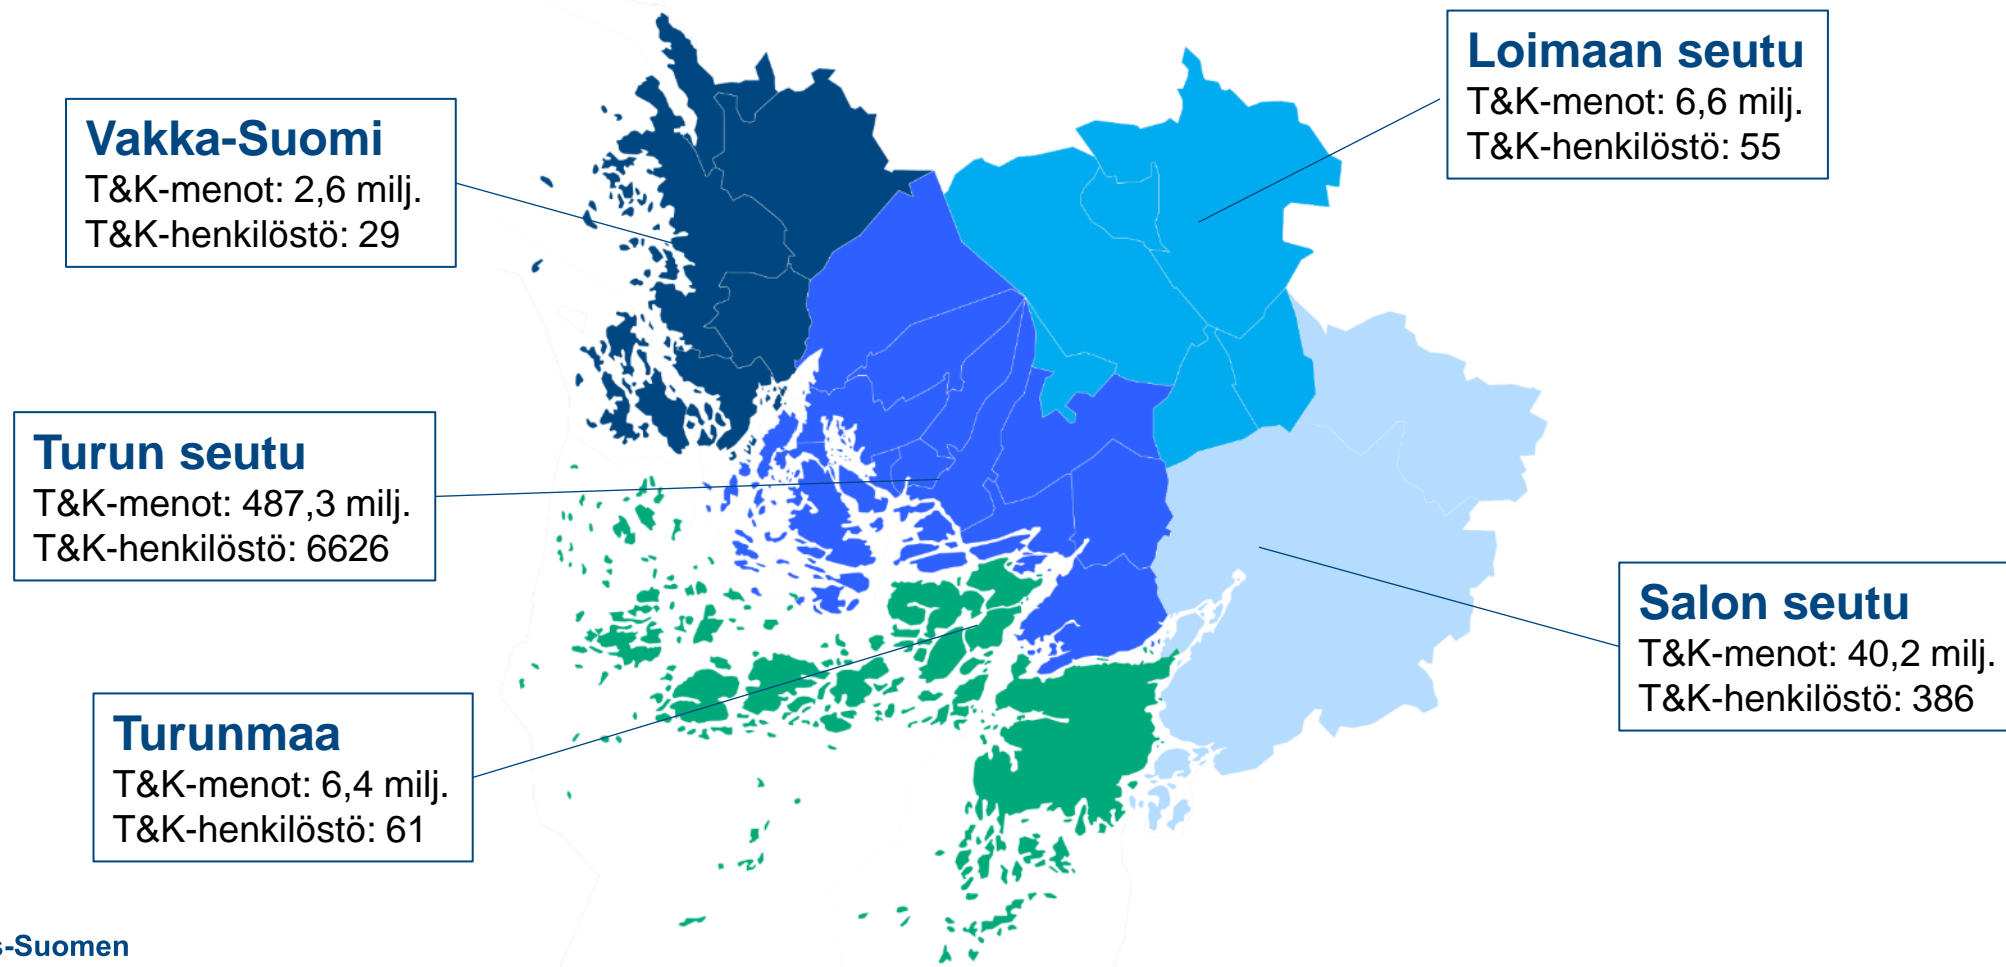 Vakka-Suomi
T&K-menot: 2,6 milj.
T&K-henkilöstö: 29
Loimaan seutu
T&K-menot: 6,6 milj.
T&K-henkilöstö: 55
Turun seutu
T&K-menot: 487,3 milj.
T&K-henkilöstö: 6626
Salon seutu
T&K-menot: 40,2 milj.
T&K-henkilöstö: 386
Turunmaa
T&K-menot: 6,4 milj.
T&K-henkilöstö: 61
s-Suomen